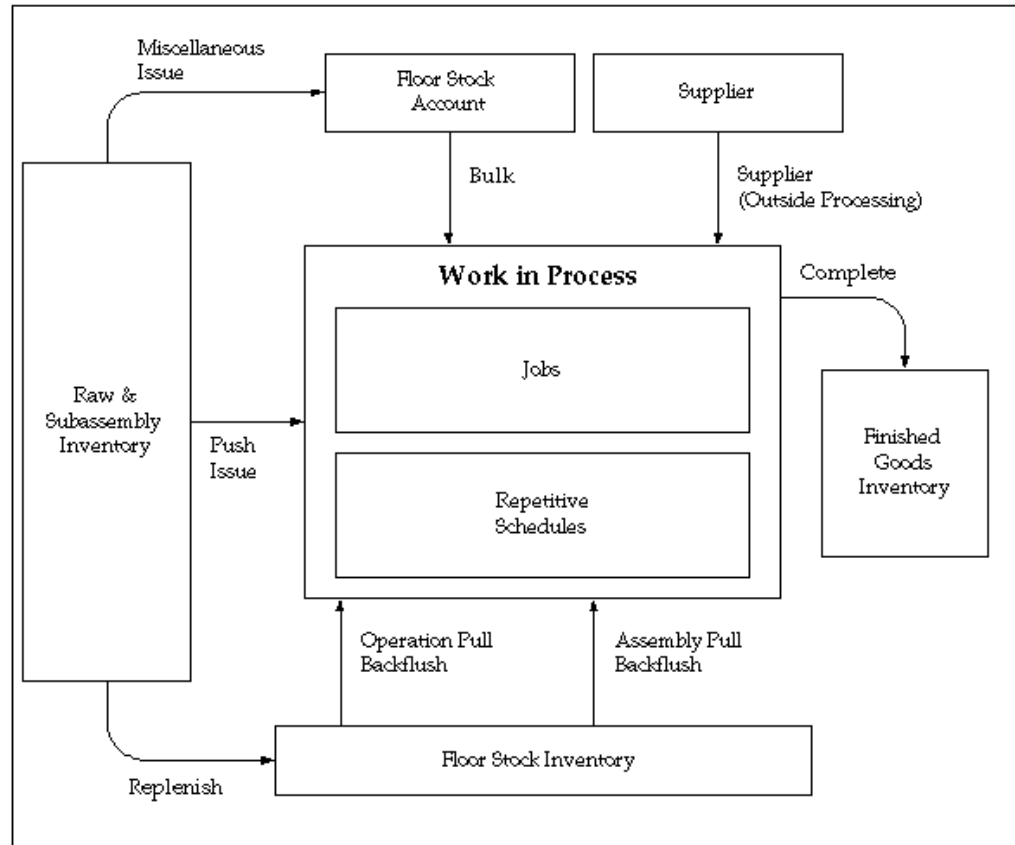 Miscellaneous
Issue
Floor Stock
Account
Supplier
Bulk
Supplier
(Outside Processing)
Work in Process
Complete
Jobs
Raw &
Subassembly
Inventory
Push
Issue
Finished
Goods
Inventory
Repetitive
Schedules
Operation Pull
Backflush
Assembly Pull
Backflush
Floor Stock Inventory
Replenish